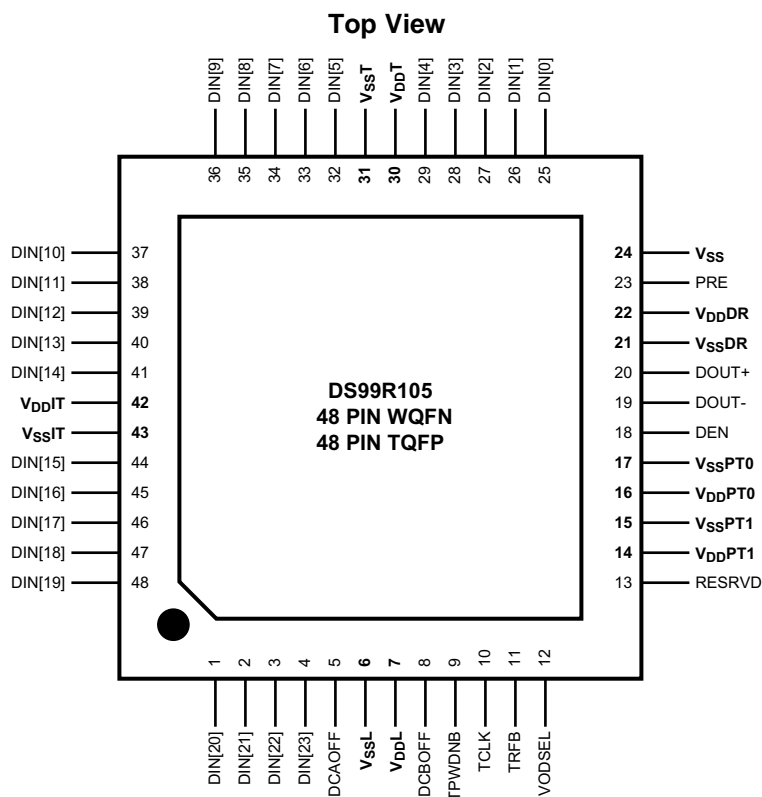 Top View
DIN[9] DIN[8] DIN[7] DIN[6] DIN[5] VSST VDDT DIN[4] DIN[3] DIN[2] DIN[1] DIN[0]
36 35 34 33 32 31 30 29 28 27 26 25
DIN[10] 37 24 VSS
DIN[11] 38 23 PRE
DIN[12] 39 22 VDDDR
DIN[13] 40 21 VSSDR
DIN[14] 41 20 DOUT+
VDDIT 42 19 DOUT-
VSSIT 43 18 DEN
DIN[15] 44 17 VSSPT0
DIN[16] 45 16 VDDPT0
DIN[17] 46 15 VSSPT1
DIN[18] 47 14 VDDPT1
DIN[19] 48 13 RESRVD
DS99R105
48 PIN WQFN
48 PIN TQFP
1 2 3 4 5 6 7 8 9 10 11 12
DIN[20] DIN[21] DIN[22] DIN[23] DCAOFF VSSL VDDL DCBOFF TPWDNB TCLK TRFB VODSEL